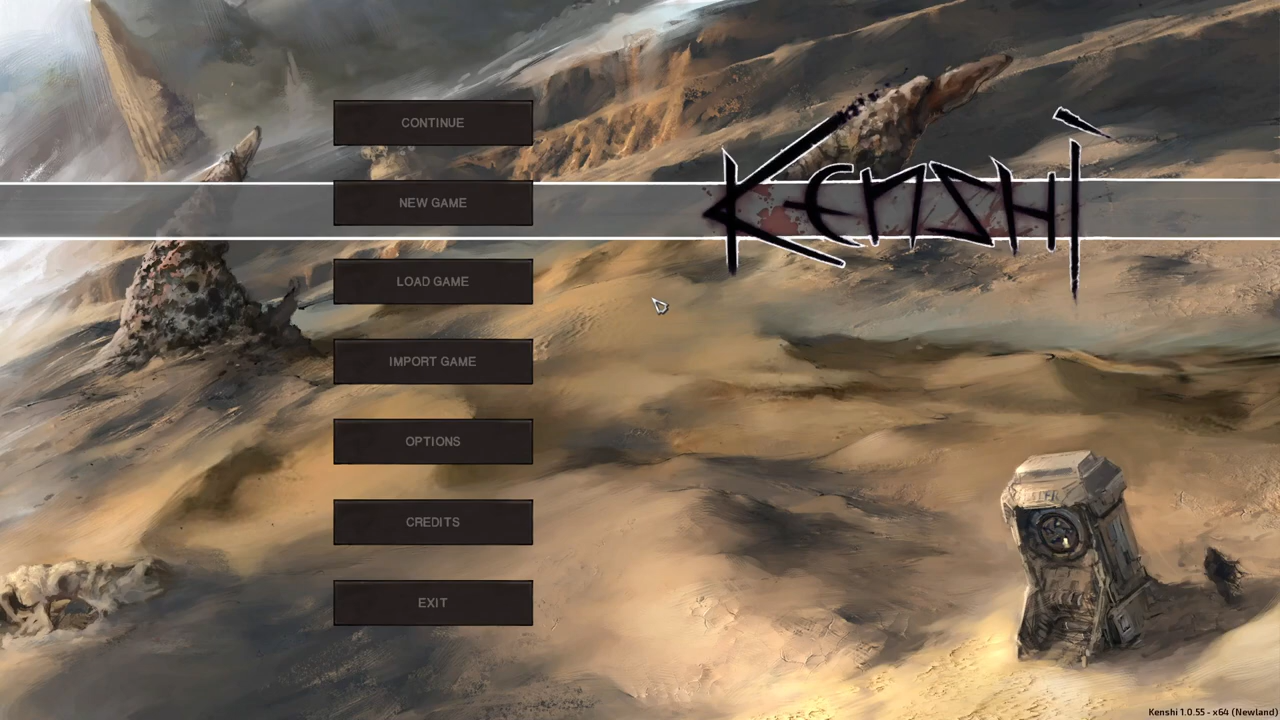 CONTINUE
KENSHI
NEW GAME
LOAD GAME
IMPORT GAME
OPTIONS
CREDITS
EXIT
Kenshi 1.0.55 - x64 (Newland)